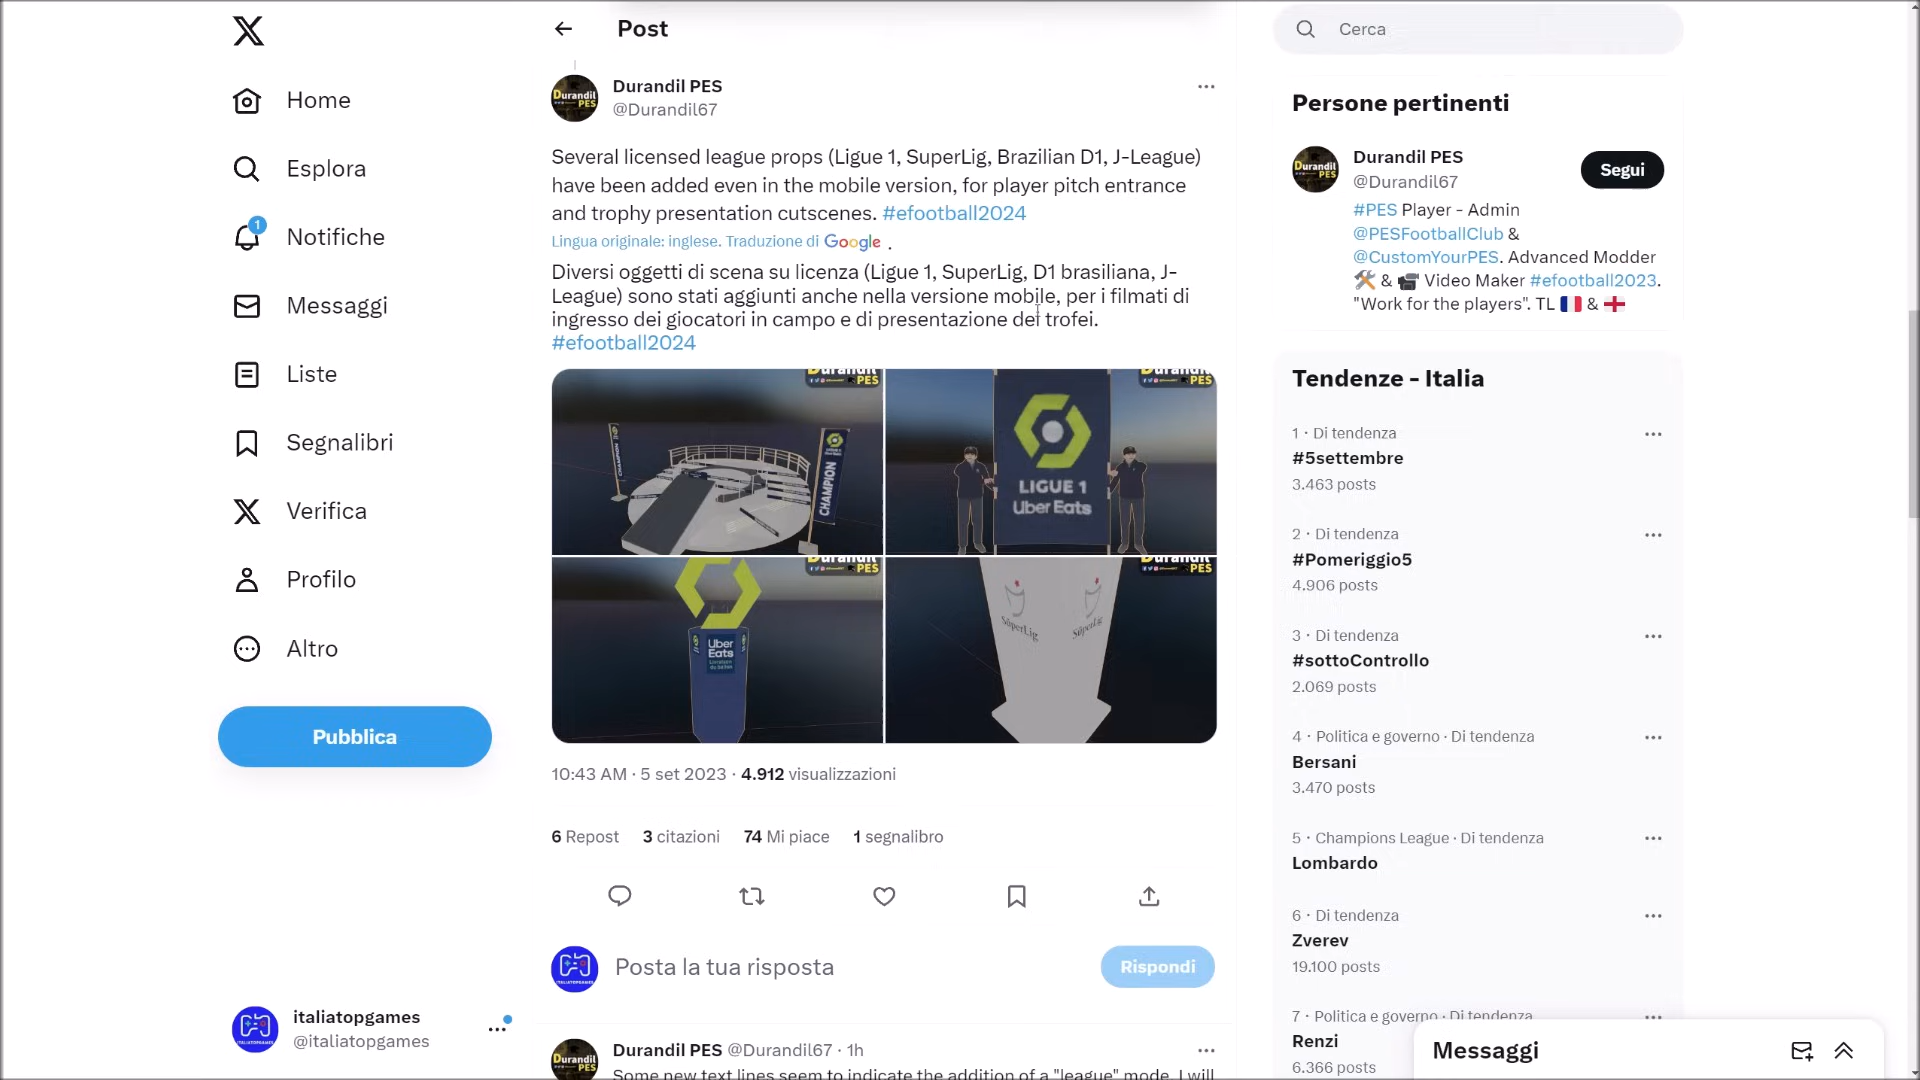 Home
Esplora
1
Notifiche
Messaggi
Liste
Segnalibri
Verifica
Profilo
Altro
Pubblica
italiatopgames
@italiatopgames
Post
Durandil PES
@Durandil67
Several licensed league props (Ligue 1, SuperLig, Brazilian D1, J-League)
have been added even in the mobile version, for player pitch entrance
and trophy presentation cutscenes. #efootball2024
Lingua originale: inglese. Traduzione di Google .
Diversi oggetti di scena su licenza (Ligue 1, SuperLig, D1 brasiliana, J-
League) sono stati aggiunti anche nella versione mobile, per i filmati di
ingresso dei giocatori in campo e di presentazione dei trofei.
#efootball2024
Durandil
PES
CHAMPION
CHAMPION
Durandil
PES
LIGUE 1
Uber Eats
Durandil
PES
Uber
Eats
Durandil
PES
SüperLig
SüperLig
10:43 AM · 5 set 2023 · 4.912 visualizzazioni
6 Repost 3 citazioni 74 Mi piace 1 segnalibro
Posta la tua risposta
Rispondi
Durandil PES @Durandil67 · 1h
Some new text lines seem to indicate the addition of a "league" mode. I will
Cerca
Persone pertinenti
Durandil PES
@Durandil67
Segui
#PES Player - Admin
@PESFootballClub &
@CustomYourPES. Advanced Modder
& Video Maker #efootball2023.
"Work for the players". TL &
Tendenze - Italia
1 · Di tendenza
#5settembre
3.463 posts
2 · Di tendenza
#Pomeriggio5
4.906 posts
3 · Di tendenza
#sottoControllo
2.069 posts
4 · Politica e governo · Di tendenza
Bersani
3.470 posts
5 · Champions League · Di tendenza
Lombardo
6 · Di tendenza
Zverev
19.100 posts
7 · Politica e governo · Di tendenza
Renzi
6.366 posts
Messaggi